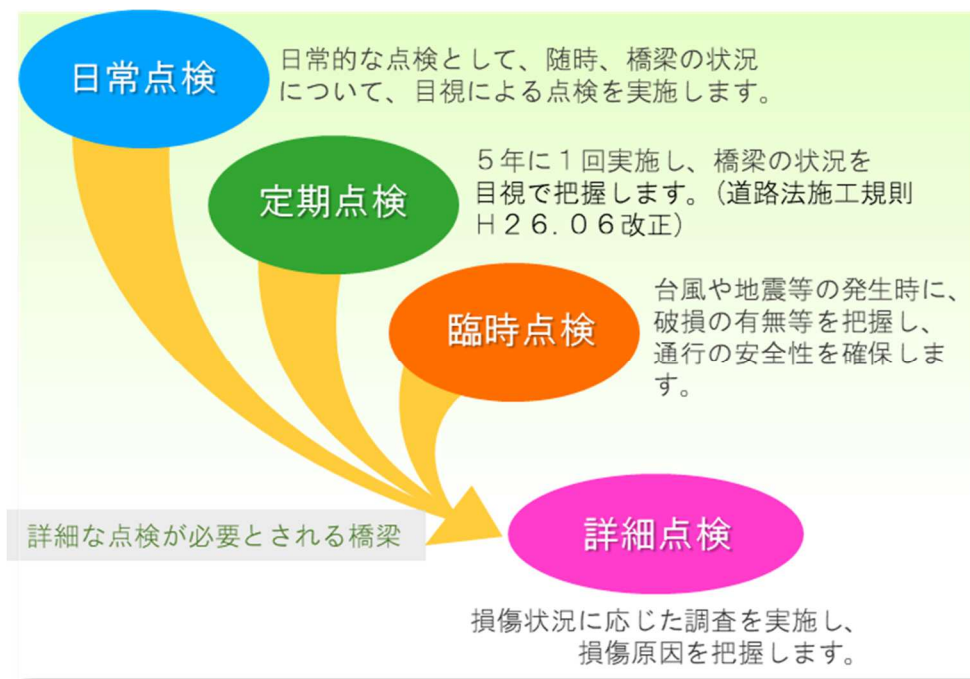 日常点検
日常的な点検として、随時、橋梁の状況
について、目視による点検を実施します。
定期点検
５年に１回実施し、橋梁の状況を
目視で把握します。（道路法施工規則
Ｈ２６．０６改正）
臨時点検
台風や地震等の発生時に、
破損の有無等を把握し、
通行の安全性を確保しま
す。
詳細な点検が必要とされる橋梁
詳細点検
損傷状況に応じた調査を実施し、
損傷原因を把握します。